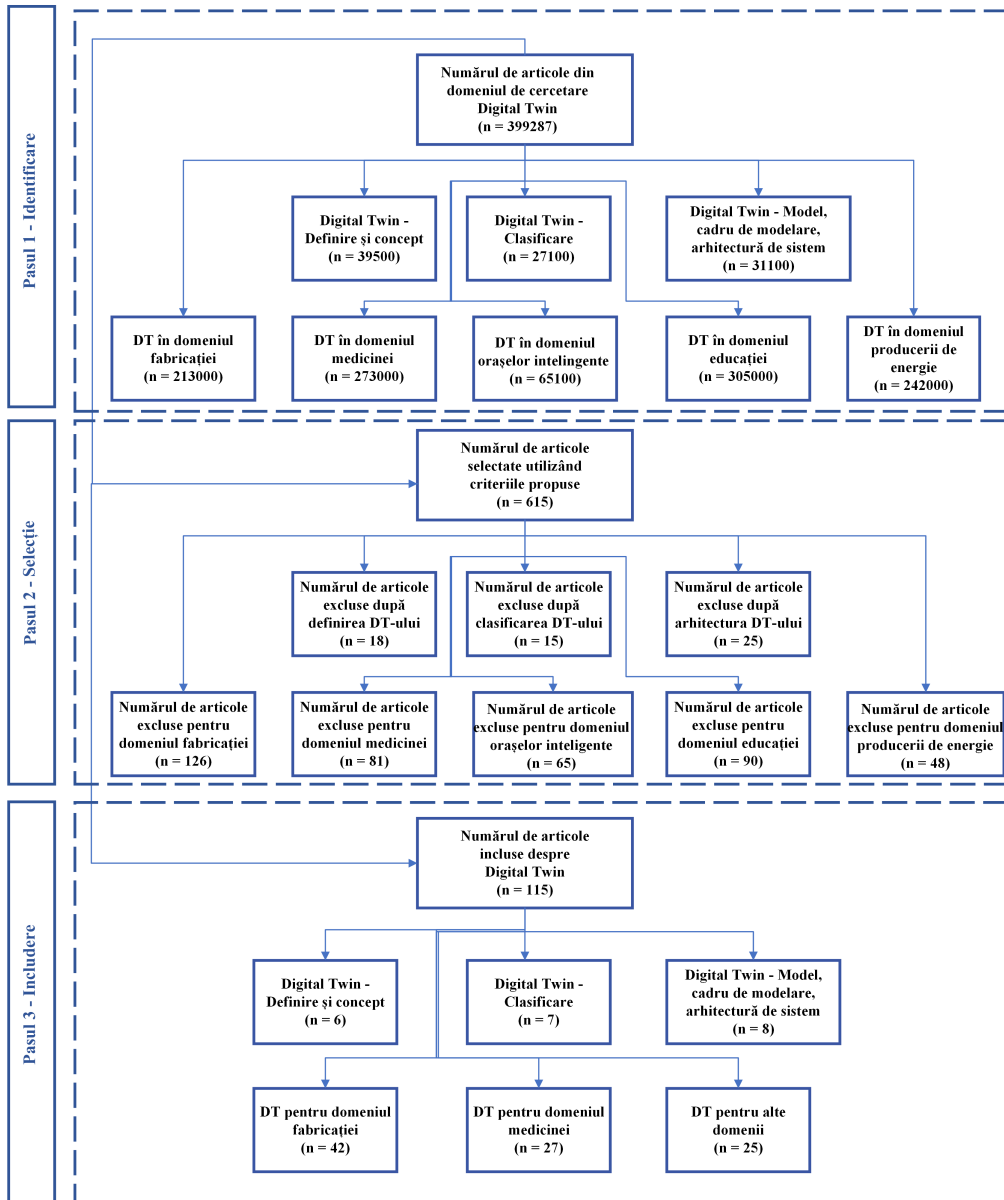 Pasul 1 - Identificare
Numărul de articole din
domeniul de cercetare
Digital Twin
(n = 399287)
Digital Twin -
Definire și concept
(n = 39500)
Digital Twin -
Clasificare
(n = 27100)
Digital Twin - Model,
cadru de modelare,
arhitectură de sistem
(n = 31100)
DT în domeniul
fabricației
(n = 213000)
DT în domeniul
medicinei
(n = 273000)
DT în domeniul
orașelor intelingente
(n = 65100)
DT în domeniul
educației
(n = 305000)
DT în domeniul
producerii de
energie
(n = 242000)
Pasul 2 - Selecție
Numărul de articole
selectate utilizând
criteriile propuse
(n = 615)
Numărul de articole
excluse după
definirea DT-ului
(n = 18)
Numărul de articole
excluse după
clasificarea DT-ului
(n = 15)
Numărul de articole
excluse după
arhitectura DT-ului
(n = 25)
Numărul de articole
excluse pentru
domeniul fabricației
(n = 126)
Numărul de articole
excluse pentru
domeniul medicinei
(n = 81)
Numărul de articole
excluse pentru domeniul
orașelor inteligente
(n = 65)
Numărul de articole
excluse pentru
domeniul educației
(n = 90)
Numărul de articole
excluse pentru domeniul
producerii de energie
(n = 48)
Pasul 3 - Includere
Numărul de articole
incluse despre
Digital Twin
(n = 115)
Digital Twin -
Definire și concept
(n = 6)
Digital Twin -
Clasificare
(n = 7)
Digital Twin - Model,
cadru de modelare,
arhitectură de sistem
(n = 8)
DT pentru domeniul
fabricației
(n = 42)
DT pentru domeniul
medicinei
(n = 27)
DT pentru alte
domenii
(n = 25)